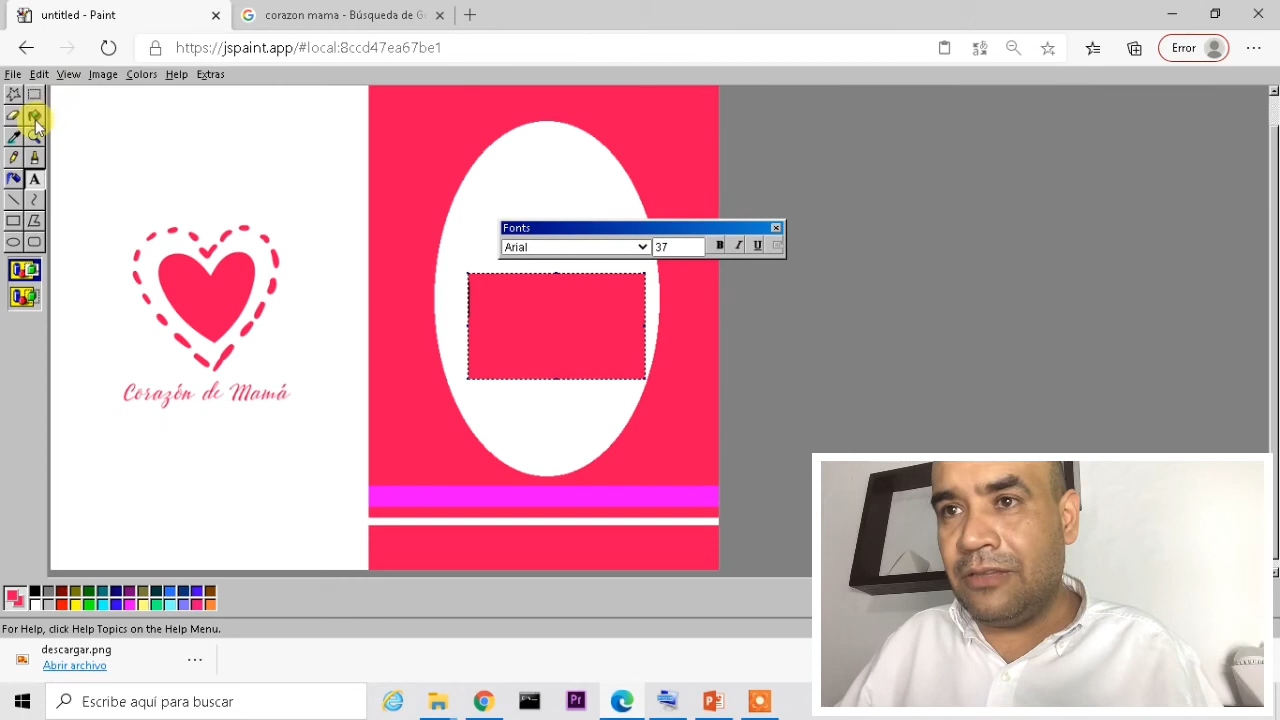 untitled - Paint
corazon mama - Búsqueda de G
https://jspaint.app/#local:8ccd47ea67be1
Error
File Edit View Image Colors Help Extras
Fonts
Arial 37 B I U
A
Corazón de Mamá
For Help, click Help Topics on the Help Menu.
descargar.png
Abrir archivo
Escribe aquí para buscar
Pr